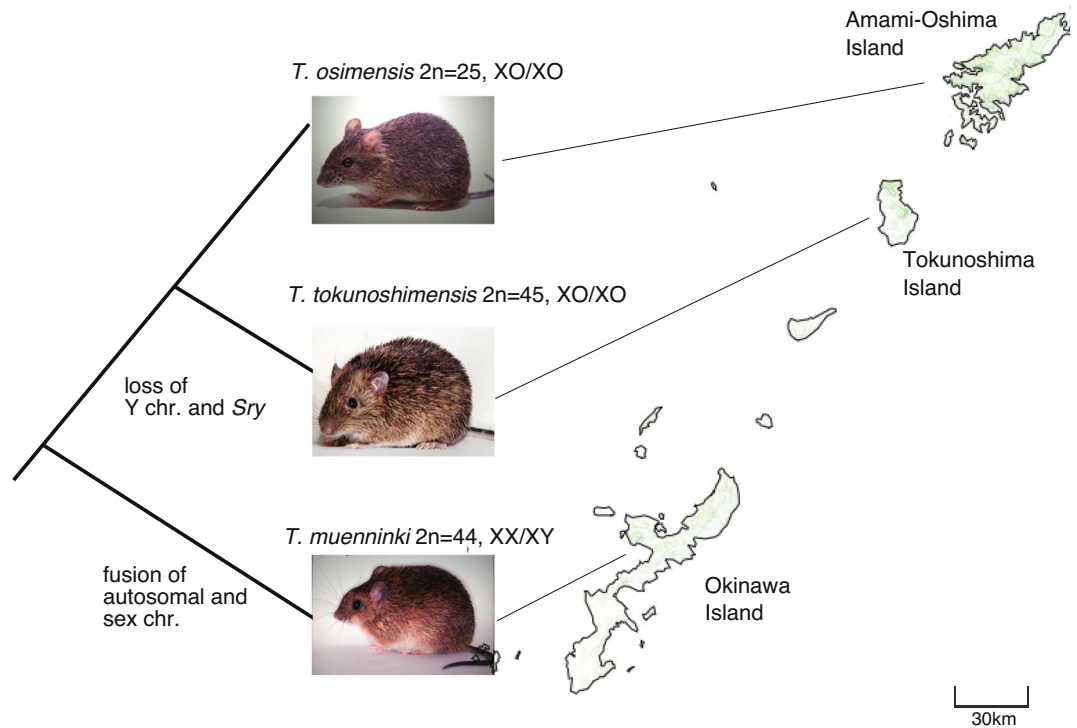 Amami-Oshima
Island
T. osimensis 2n=25, XO/XO
Tokunoshima
Island
T. tokunoshimensis 2n=45, XO/XO
loss of
Y chr. and Sry
T. muenninki 2n=44, XX/XY
fusion of
autosomal and
sex chr.
Okinawa
Island
30km